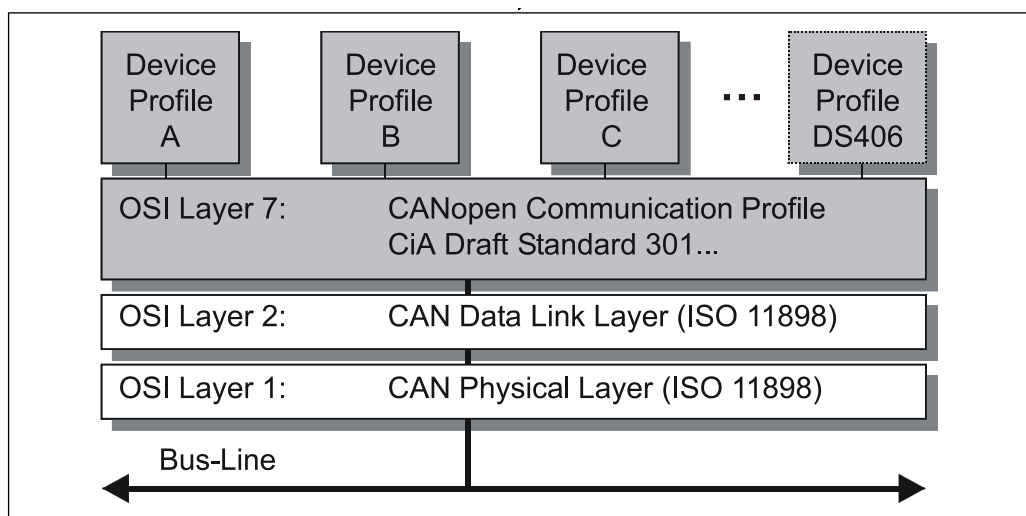 Device Profile A
Device Profile B
Device Profile C
...
Device Profile DS406
OSI Layer 7: CANopen Communication Profile
CiA Draft Standard 301...
OSI Layer 2: CAN Data Link Layer (ISO 11898)
OSI Layer 1: CAN Physical Layer (ISO 11898)
Bus-Line